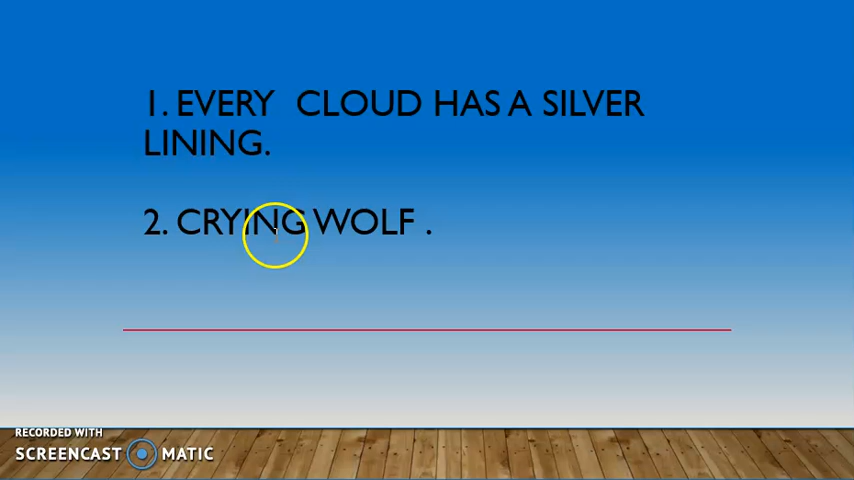 1. EVERY CLOUD HAS A SILVER
LINING.
2. CRYING WOLF .
RECORDED WITH
SCREENCAST MATIC